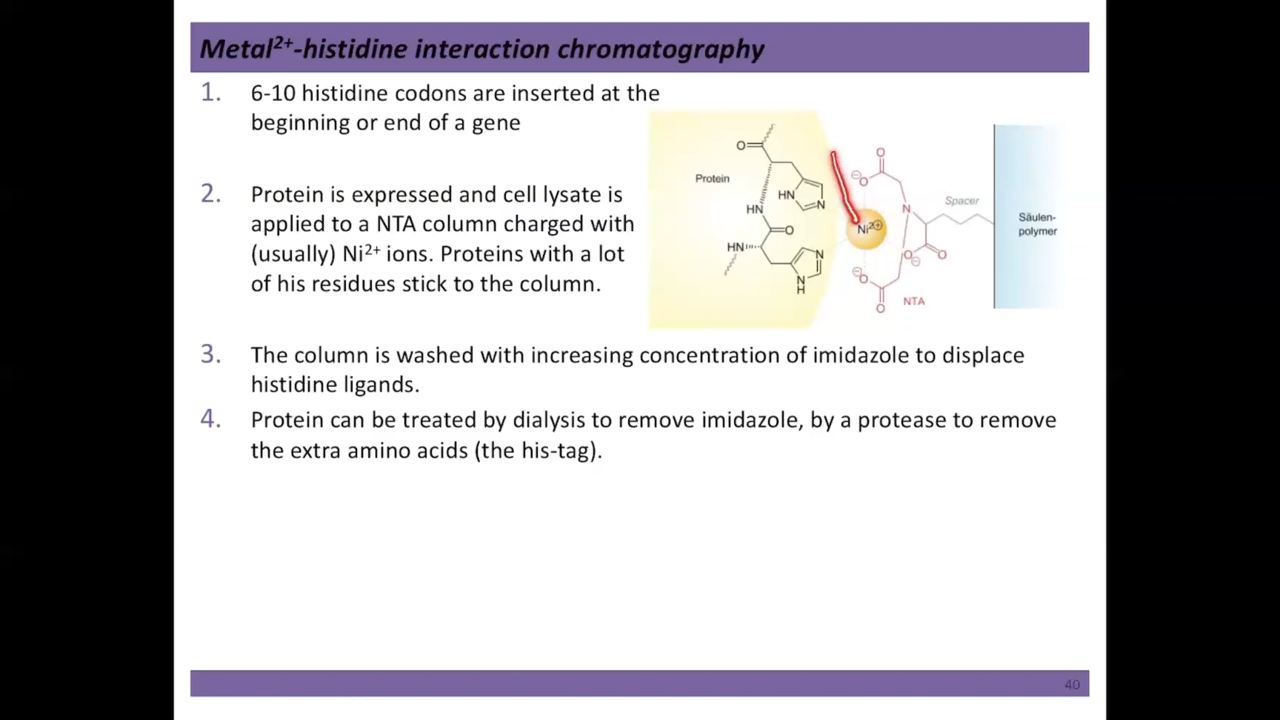 Metal²⁺-histidine interaction chromatography
1. 6-10 histidine codons are inserted at the
beginning or end of a gene
2. Protein is expressed and cell lysate is
applied to a NTA column charged with
(usually) Ni²⁺ ions. Proteins with a lot
of his residues stick to the column.
O
Protein
HN
N
HN
O
HN
N
N
H
O
⊖O
N
Spacer
Säulen-
polymer
Ni²⊕
O⊖
O
⊖O
O
NTA
3. The column is washed with increasing concentration of imidazole to displace
histidine ligands.
4. Protein can be treated by dialysis to remove imidazole, by a protease to remove
the extra amino acids (the his-tag).
40